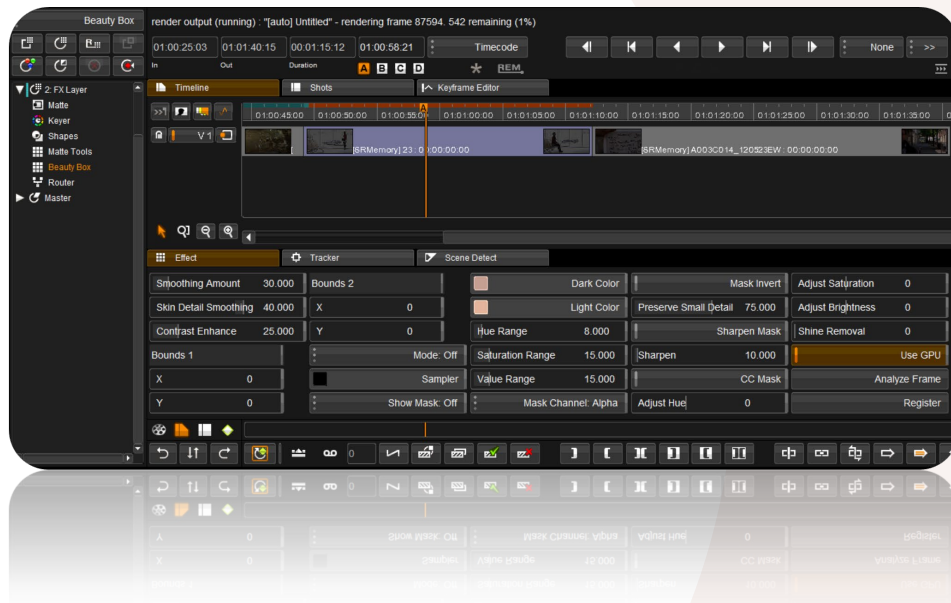 Beauty Box
render output (running) : "[auto] Untitled" - rendering frame 87594. 542 remaining (1%)
01:00:25:03 01:01:40:15 00:01:15:12 01:00:58:21 Timecode None >>
In Out Duration A B C D REM
2: FX Layer
Matte
Keyer
Shapes
Matte Tools
Beauty Box
Router
Master
Timeline Shots Keyframe Editor
A
01:00:45:00 01:00:50:00 01:00:55:00 01:01:00:00 01:01:05:00 01:01:10:00 01:01:15:00 01:01:20:00 01:01:25:00 01:01:30:00 01:01:35:00
V 1
[6RMemory] 23 : 00:00:00:00 [6RMemory] A003C014_120523EW : 00:00:00:00
Effect Tracker Scene Detect
Smoothing Amount 30.000 Bounds 2 Dark Color Mask Invert Adjust Saturation 0
Skin Detail Smoothing 40.000 X 0 Light Color Preserve Small Detail 75.000 Adjust Brightness 0
Contrast Enhance 25.000 Y 0 Hue Range 8.000 Sharpen Mask Shine Removal 0
Bounds 1 Mode: Off Saturation Range 15.000 Sharpen 10.000 Use GPU
X 0 Sampler Value Range 15.000 CC Mask Analyze Frame
Y 0 Show Mask: Off Mask Channel: Alpha Adjust Hue 0 Register
0